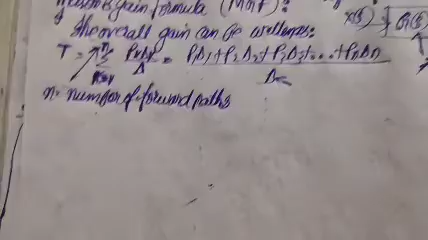 Mason's gain formula (MGF):
X(s) G(s)
the overall gain can be as follows:
T = Σ PkΔk / Δ = P1Δ1+P2Δ2+P3Δ3+...+PnΔn / Δ
n= number of forward paths